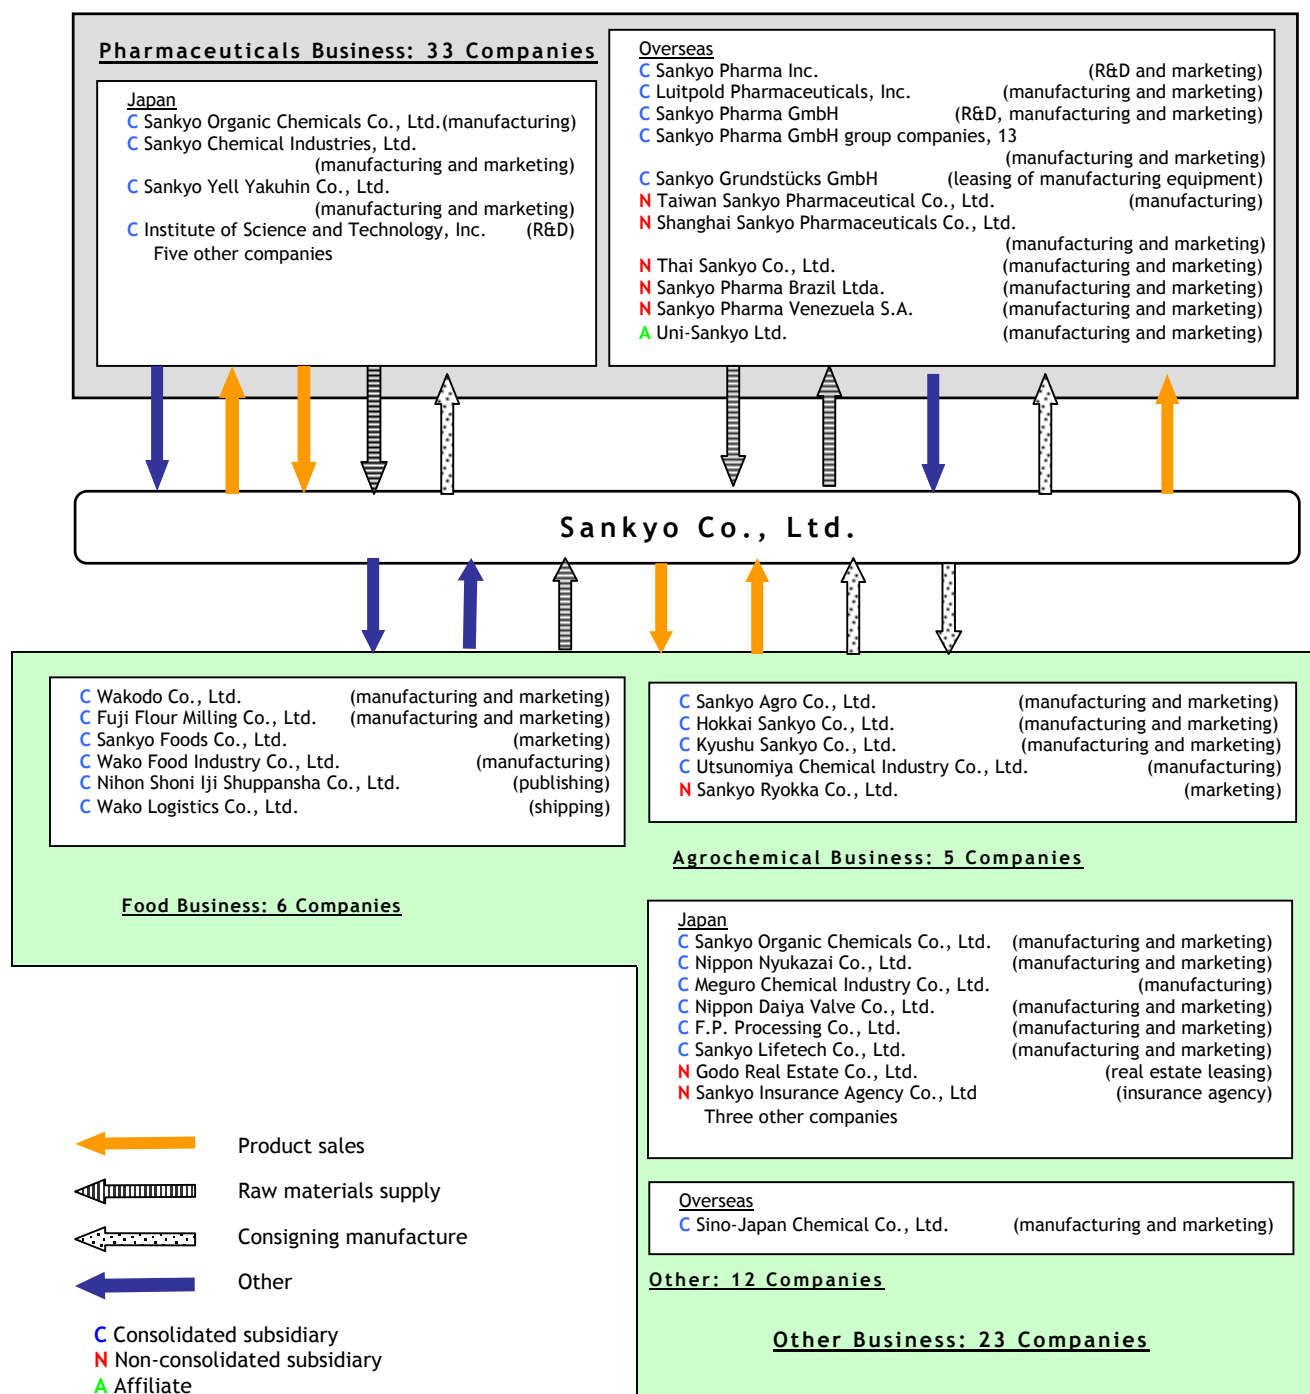 Pharmaceuticals Business: 33 Companies
Japan
C Sankyo Organic Chemicals Co., Ltd.(manufacturing)
C Sankyo Chemical Industries, Ltd.
(manufacturing and marketing)
C Sankyo Yell Yakuhin Co., Ltd.
(manufacturing and marketing)
C Institute of Science and Technology, Inc. (R&D)
Five other companies
Overseas
C Sankyo Pharma Inc. (R&D and marketing)
C Luitpold Pharmaceuticals, Inc. (manufacturing and marketing)
C Sankyo Pharma GmbH (R&D, manufacturing and marketing)
C Sankyo Pharma GmbH group companies, 13
(manufacturing and marketing)
C Sankyo Grundstücks GmbH (leasing of manufacturing equipment)
N Taiwan Sankyo Pharmaceutical Co., Ltd. (manufacturing)
N Shanghai Sankyo Pharmaceuticals Co., Ltd.
(manufacturing and marketing)
N Thai Sankyo Co., Ltd. (manufacturing and marketing)
N Sankyo Pharma Brazil Ltda. (manufacturing and marketing)
N Sankyo Pharma Venezuela S.A. (manufacturing and marketing)
A Uni-Sankyo Ltd. (manufacturing and marketing)
Sankyo Co., Ltd.
C Wakodo Co., Ltd. (manufacturing and marketing)
C Fuji Flour Milling Co., Ltd. (manufacturing and marketing)
C Sankyo Foods Co., Ltd. (marketing)
C Wako Food Industry Co., Ltd. (manufacturing)
C Nihon Shoni Iji Shuppansha Co., Ltd. (publishing)
C Wako Logistics Co., Ltd. (shipping)
Food Business: 6 Companies
C Sankyo Agro Co., Ltd. (manufacturing and marketing)
C Hokkai Sankyo Co., Ltd. (manufacturing and marketing)
C Kyushu Sankyo Co., Ltd. (manufacturing and marketing)
C Utsunomiya Chemical Industry Co., Ltd. (manufacturing)
N Sankyo Ryokka Co., Ltd. (marketing)
Agrochemical Business: 5 Companies
Japan
C Sankyo Organic Chemicals Co., Ltd. (manufacturing and marketing)
C Nippon Nyukazai Co., Ltd. (manufacturing and marketing)
C Meguro Chemical Industry Co., Ltd. (manufacturing)
C Nippon Daiya Valve Co., Ltd. (manufacturing and marketing)
C F.P. Processing Co., Ltd. (manufacturing and marketing)
C Sankyo Lifetech Co., Ltd. (manufacturing and marketing)
N Godo Real Estate Co., Ltd. (real estate leasing)
N Sankyo Insurance Agency Co., Ltd (insurance agency)
Three other companies
Overseas
C Sino-Japan Chemical Co., Ltd. (manufacturing and marketing)
Other: 12 Companies
Other Business: 23 Companies
Product sales
Raw materials supply
Consigning manufacture
Other
C Consolidated subsidiary
N Non-consolidated subsidiary
A Affiliate